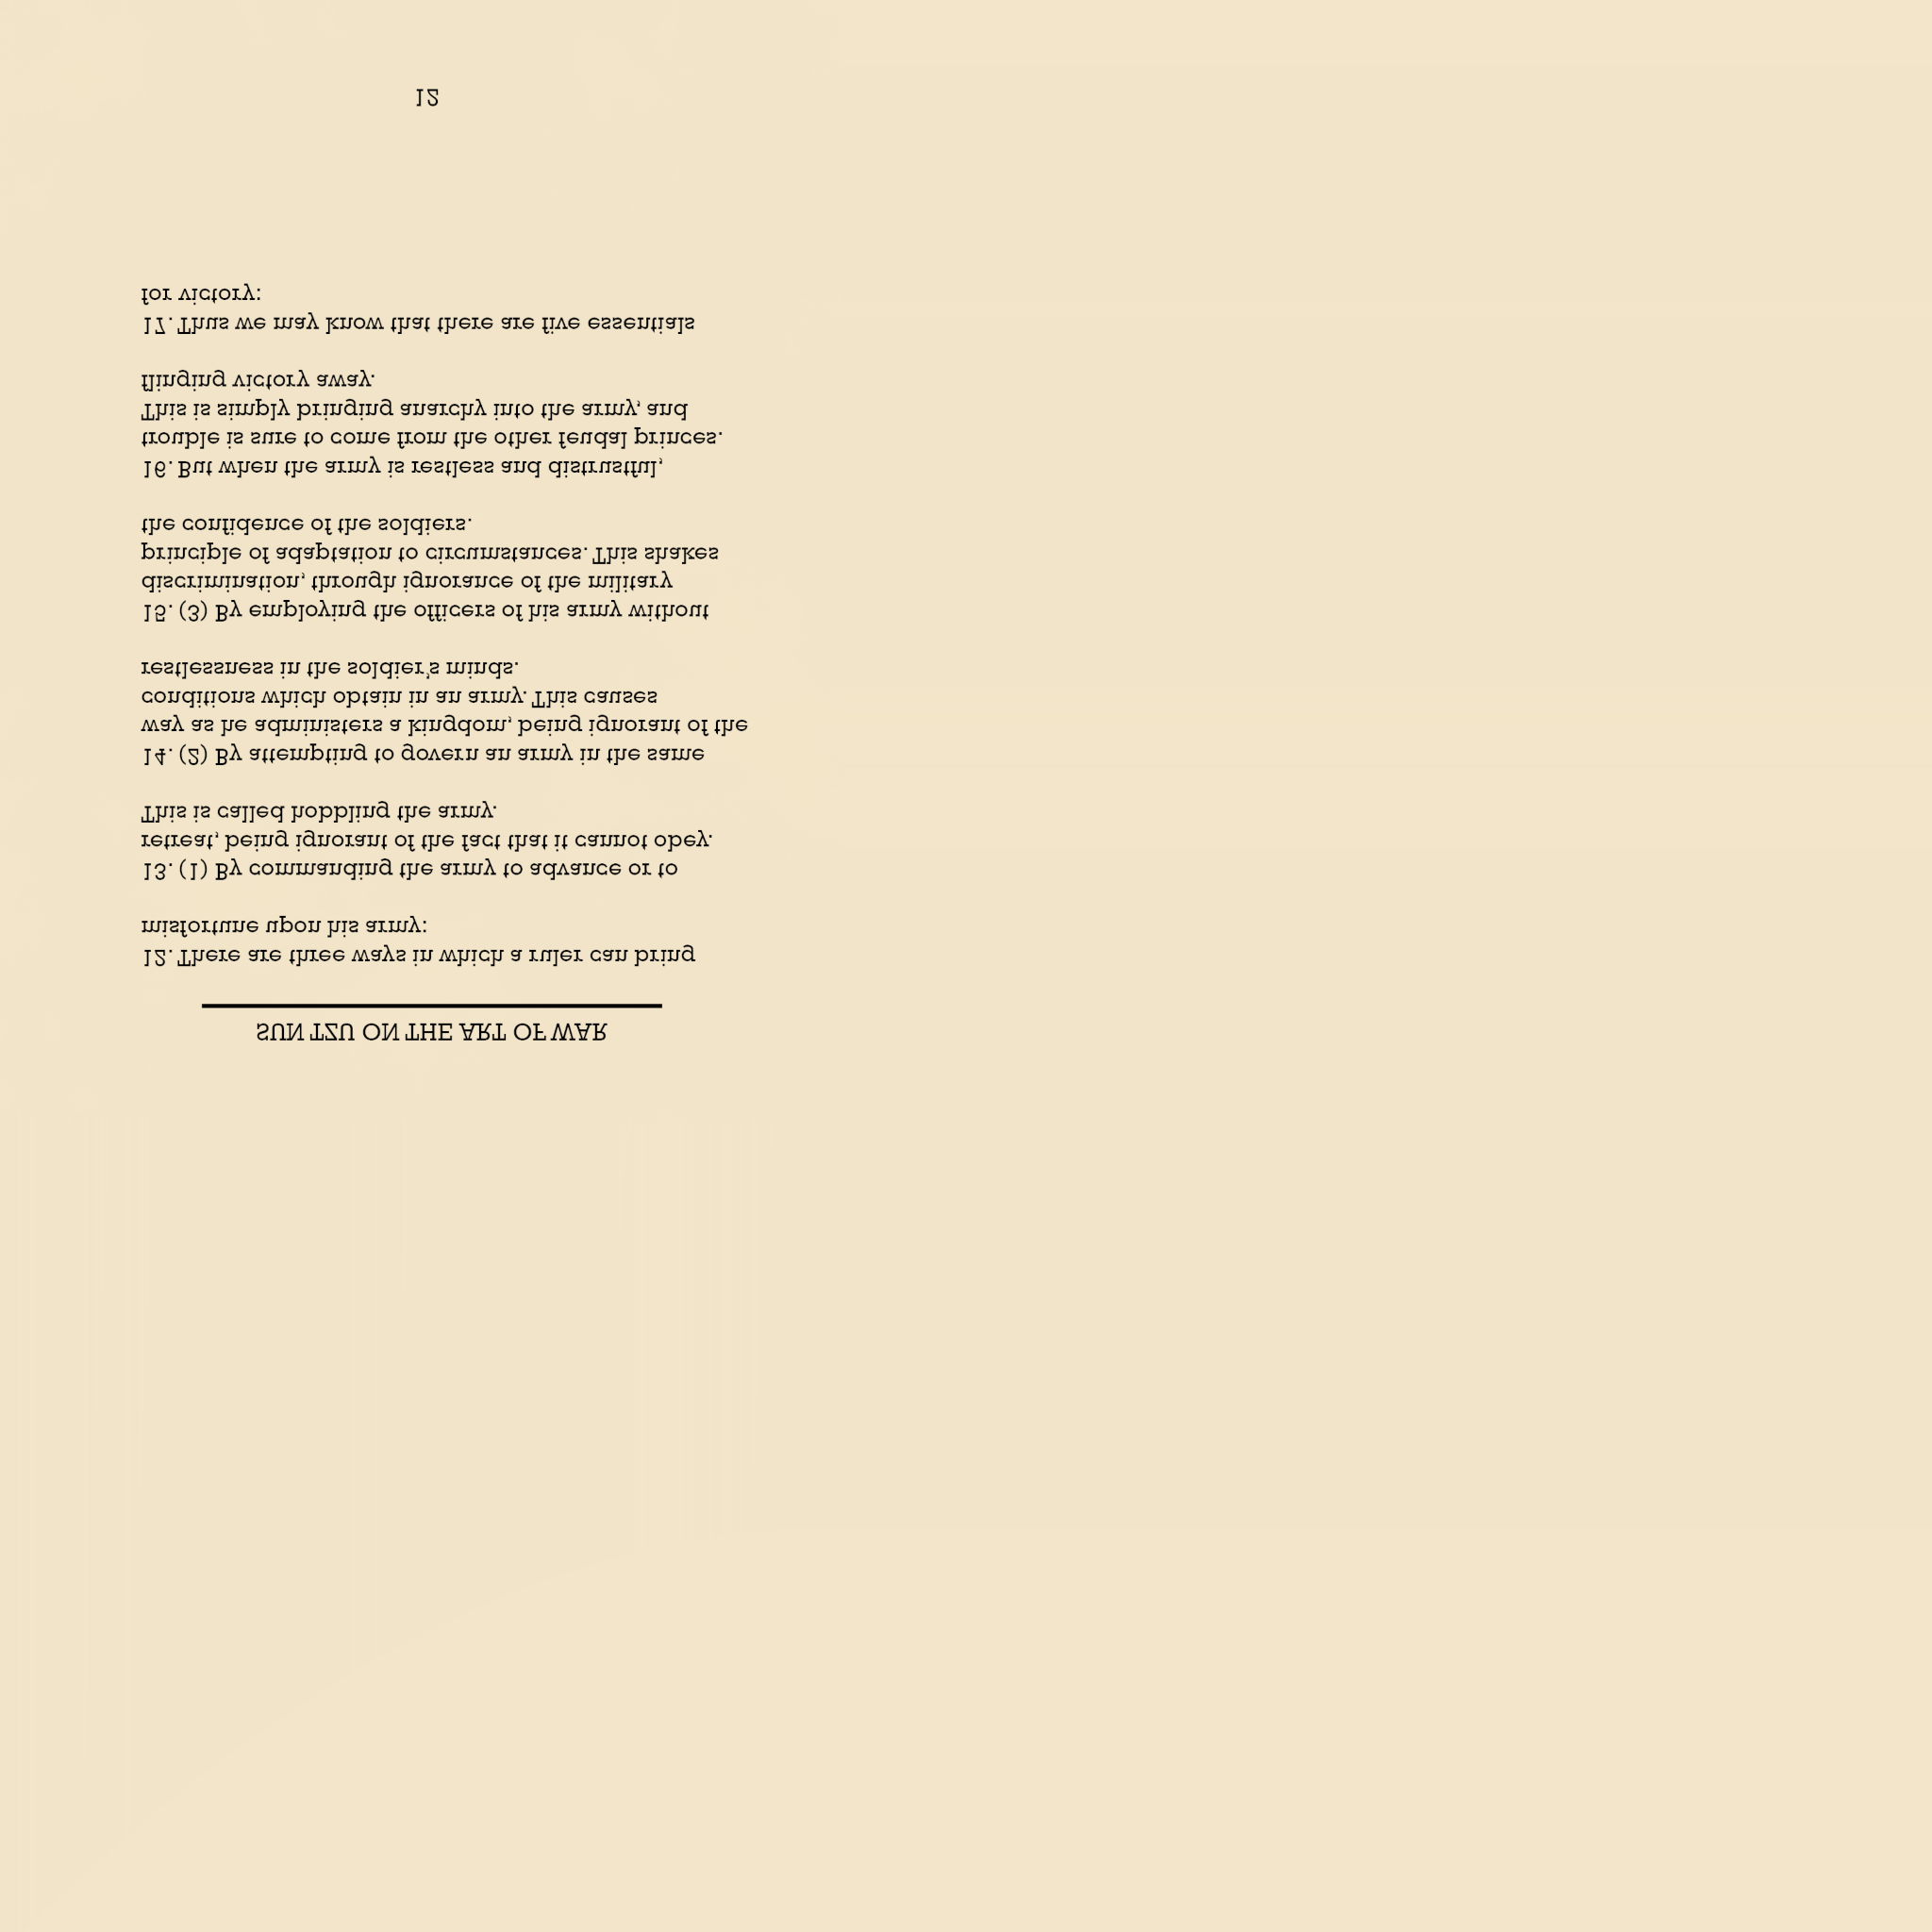 SUN TZU ON THE ART OF WAR
12. There are three ways in which a ruler can bring
misfortune upon his army:
13. (1) By commanding the army to advance or to
retreat, being ignorant of the fact that it cannot obey.
This is called hobbling the army.
14. (2) By attempting to govern an army in the same
way as he administers a kingdom, being ignorant of the
conditions which obtain in an army. This causes
restlessness in the soldier's minds.
15. (3) By employing the officers of his army without
discrimination, through ignorance of the military
principle of adaptation to circumstances. This shakes
the confidence of the soldiers.
16. But when the army is restless and distrustful,
trouble is sure to come from the other feudal princes.
This is simply bringing anarchy into the army, and
flinging victory away.
17. Thus we may know that there are five essentials
for victory:
12